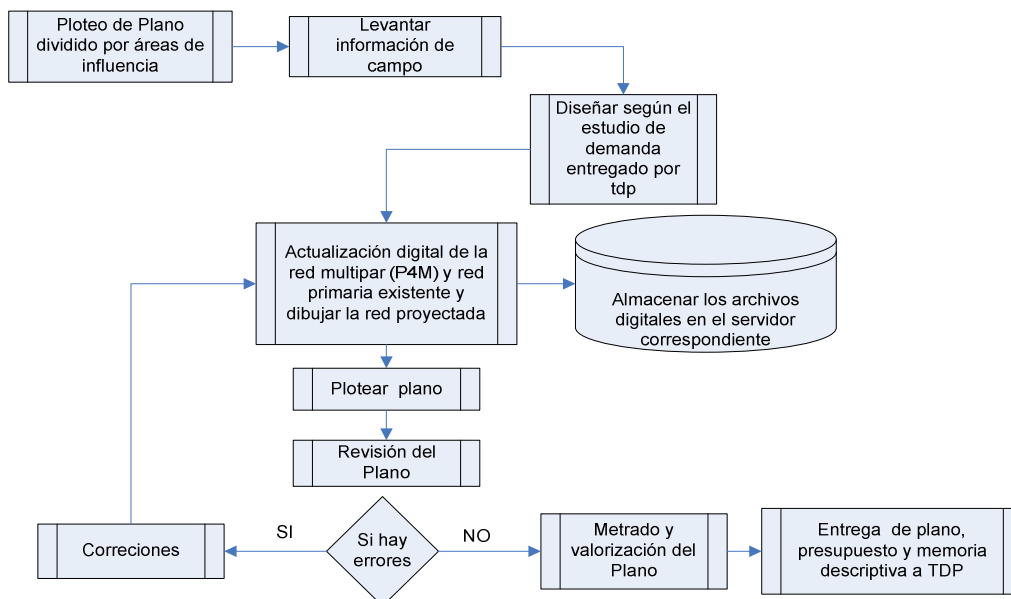 Ploteo de Plano
dividido por áreas de
influencia
Levantar
información de
campo
Diseñar según el
estudio de
demanda
entregado por
tdp
Actualización digital de la
red multipar (P4M) y red
primaria existente y
dibujar la red proyectada
Almacenar los archivos
digitales en el servidor
correspondiente
Plotear plano
Revisión del
Plano
Si hay
errores
SI
Correciones
NO
Metrado y
valorización del
Plano
Entrega de plano,
presupuesto y memoria
descriptiva a TDP